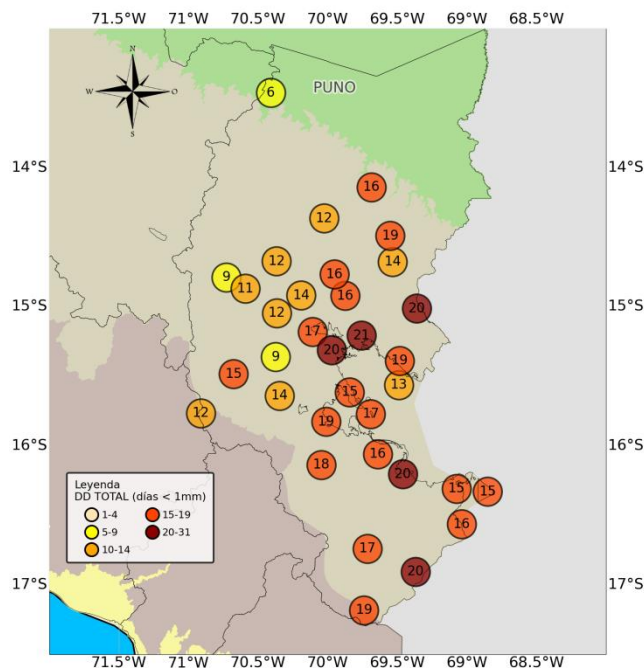 71.5°W 71°W 70.5°W 70°W 69.5°W 69°W 68.5°W
N
W O
S
6
PUNO
14°S 14°S
16
12
19
12 14
9 16
11 14 16
20
15°S 15°S
12
17 21
20
9 19
15 13
14 15
12 17
19
16°S 16°S
16
18
20
15 15
Leyenda
DD TOTAL (días < 1mm)
1-4 15-19
5-9 20-31
10-14
16
17
20
17°S 17°S
19
71.5°W 71°W 70.5°W 70°W 69.5°W 69°W 68.5°W